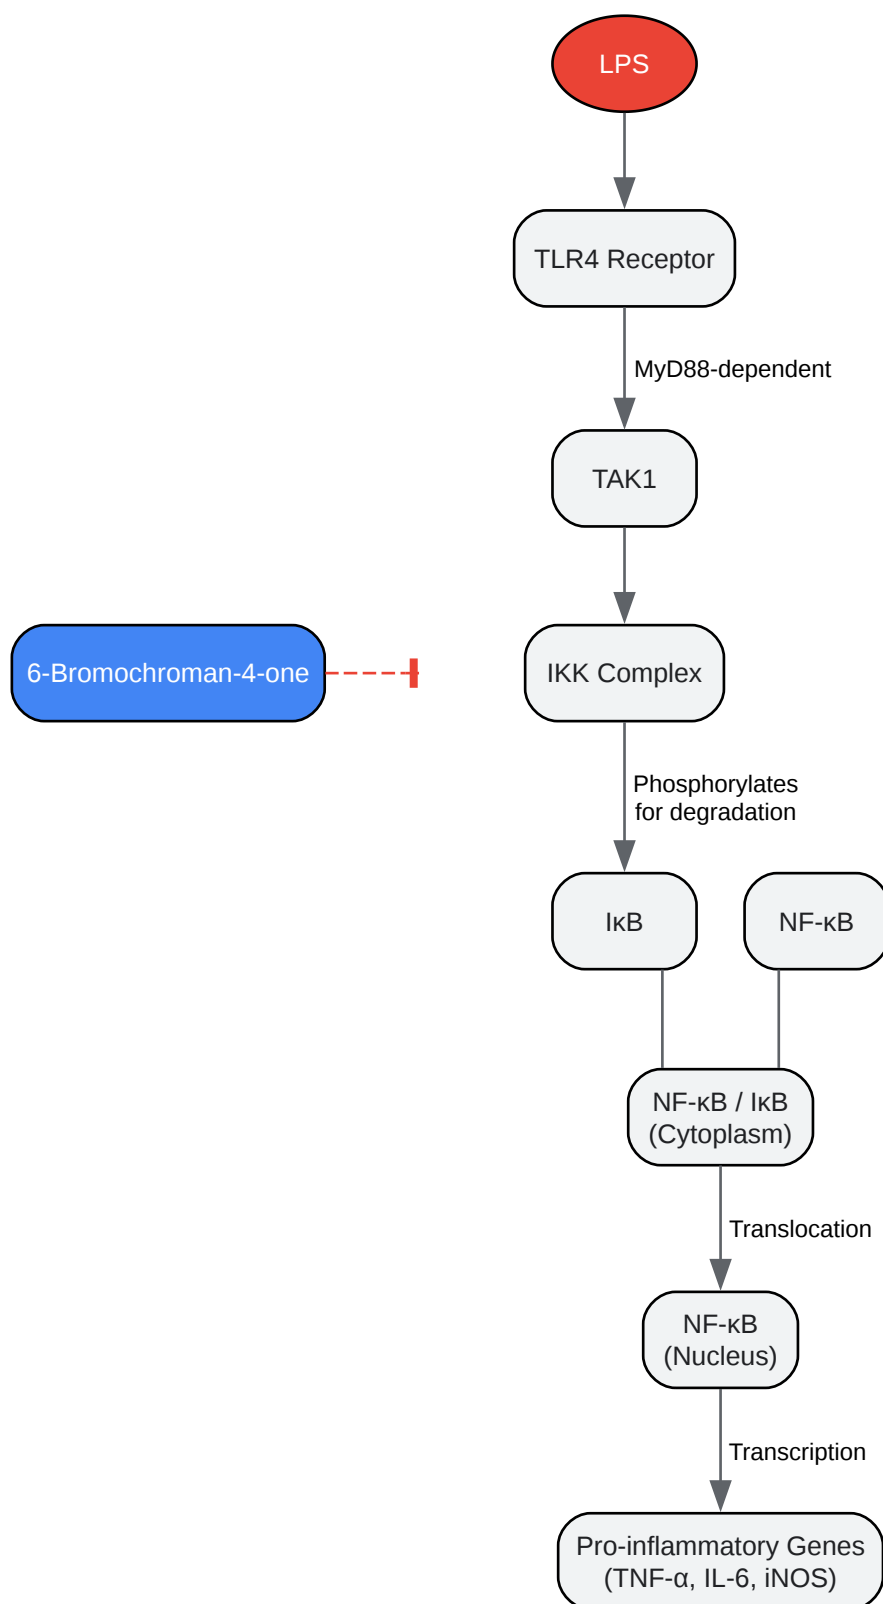 LPS
TLR4 Receptor
MyD88-dependent
TAK1
6-Bromochroman-4-one
IKK Complex
Phosphorylates
for degradation
IκB
NF-κB
NF-κB / IκB
(Cytoplasm)
Translocation
NF-κB
(Nucleus)
Transcription
Pro-inflammatory Genes
(TNF-α, IL-6, iNOS)